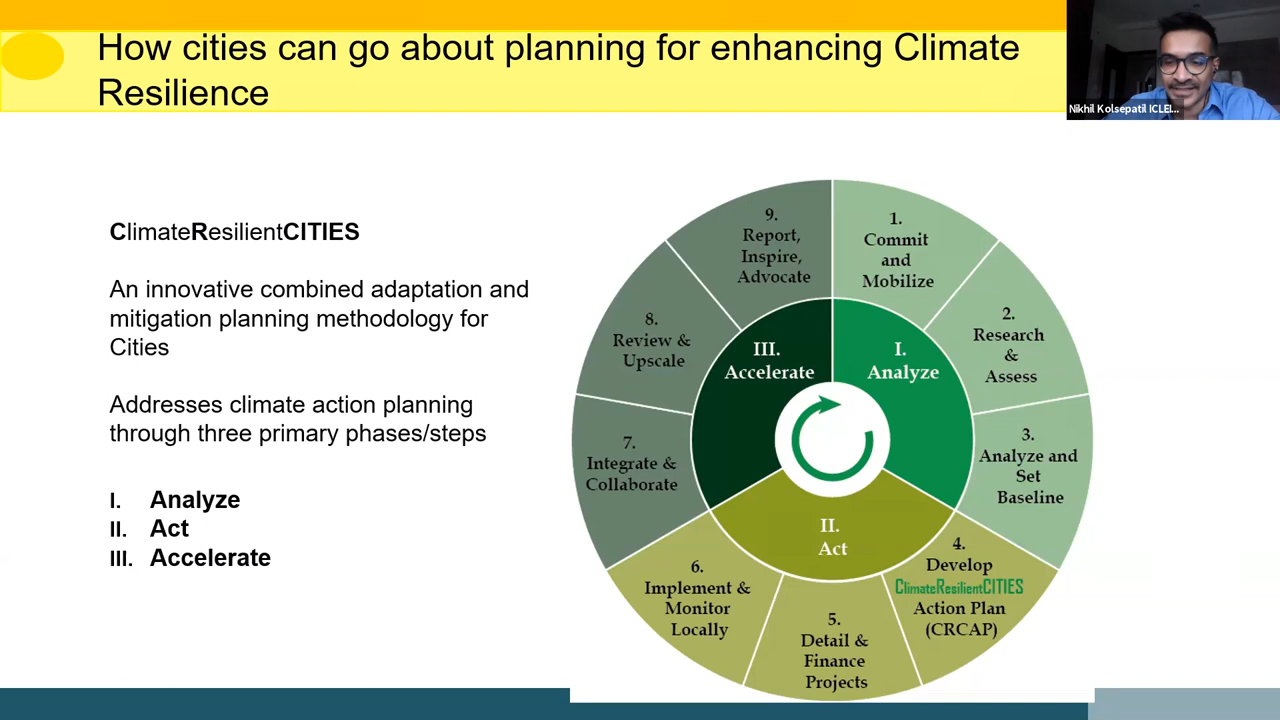 How cities can go about planning for enhancing Climate
Resilience
Nikhil Kolsepatil ICLEI...
ClimateResilientCITIES
An innovative combined adaptation and
mitigation planning methodology for
Cities
Addresses climate action planning
through three primary phases/steps
I. Analyze
II. Act
III. Accelerate
1.
Commit
and
Mobilize
2.
Research
&
Assess
3.
Analyze and
Set
Baseline
4.
Develop
ClimateResilientCITIES
Action Plan
(CRCAP)
5.
Detail &
Finance
Projects
6.
Implement &
Monitor
Locally
7.
Integrate &
Collaborate
8.
Review &
Upscale
9.
Report,
Inspire,
Advocate
I.
Analyze
II.
Act
III.
Accelerate